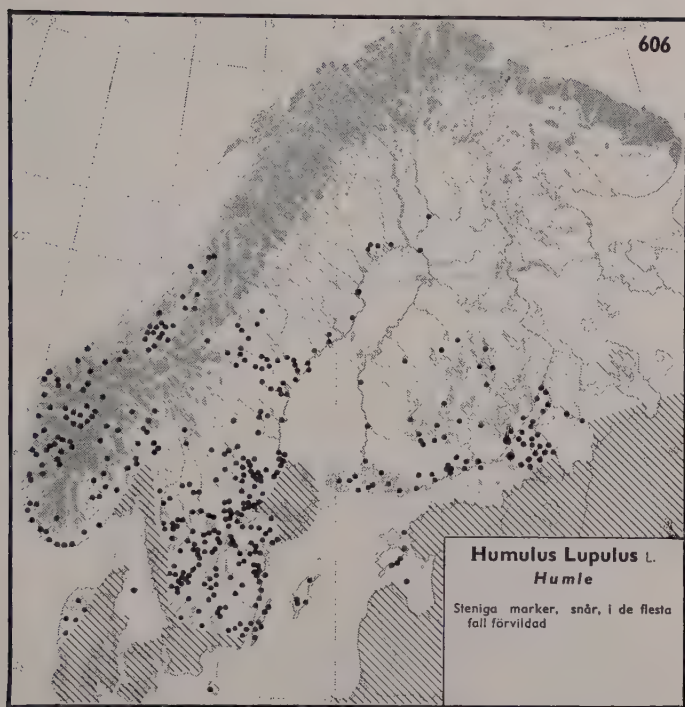 606
Humulus Lupulus L.
Humle
Steniga marker, snår, i de flesta
fall förvildad